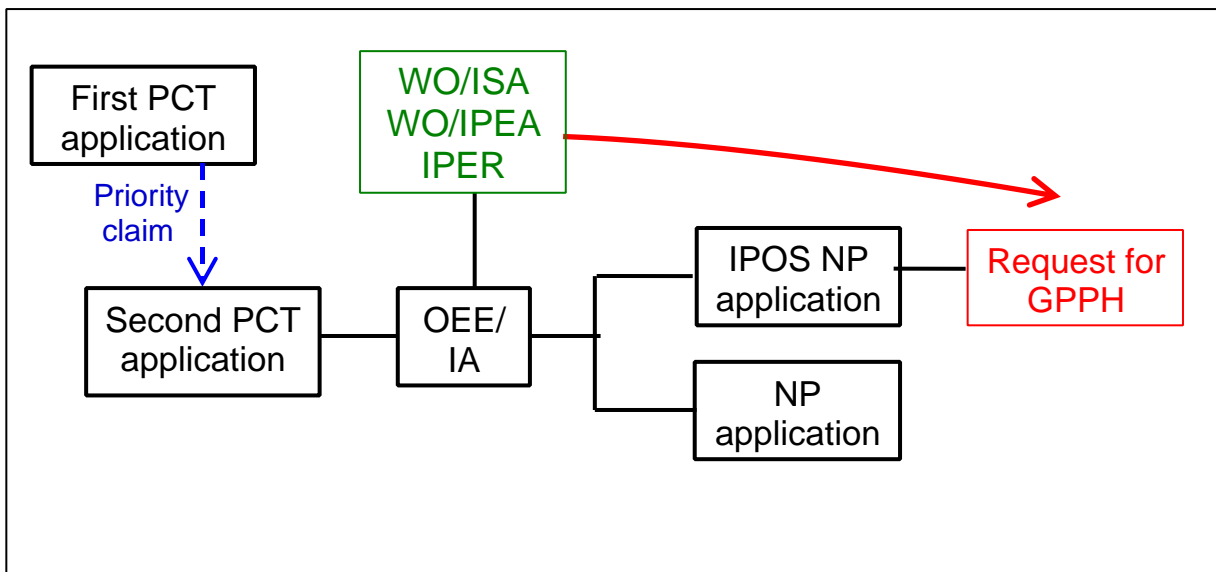 First PCT
application
WO/ISA
WO/IPEA
IPER
Priority
claim
Second PCT
application
OEE/
IA
IPOS NP
application
Request for
GPPH
NP
application